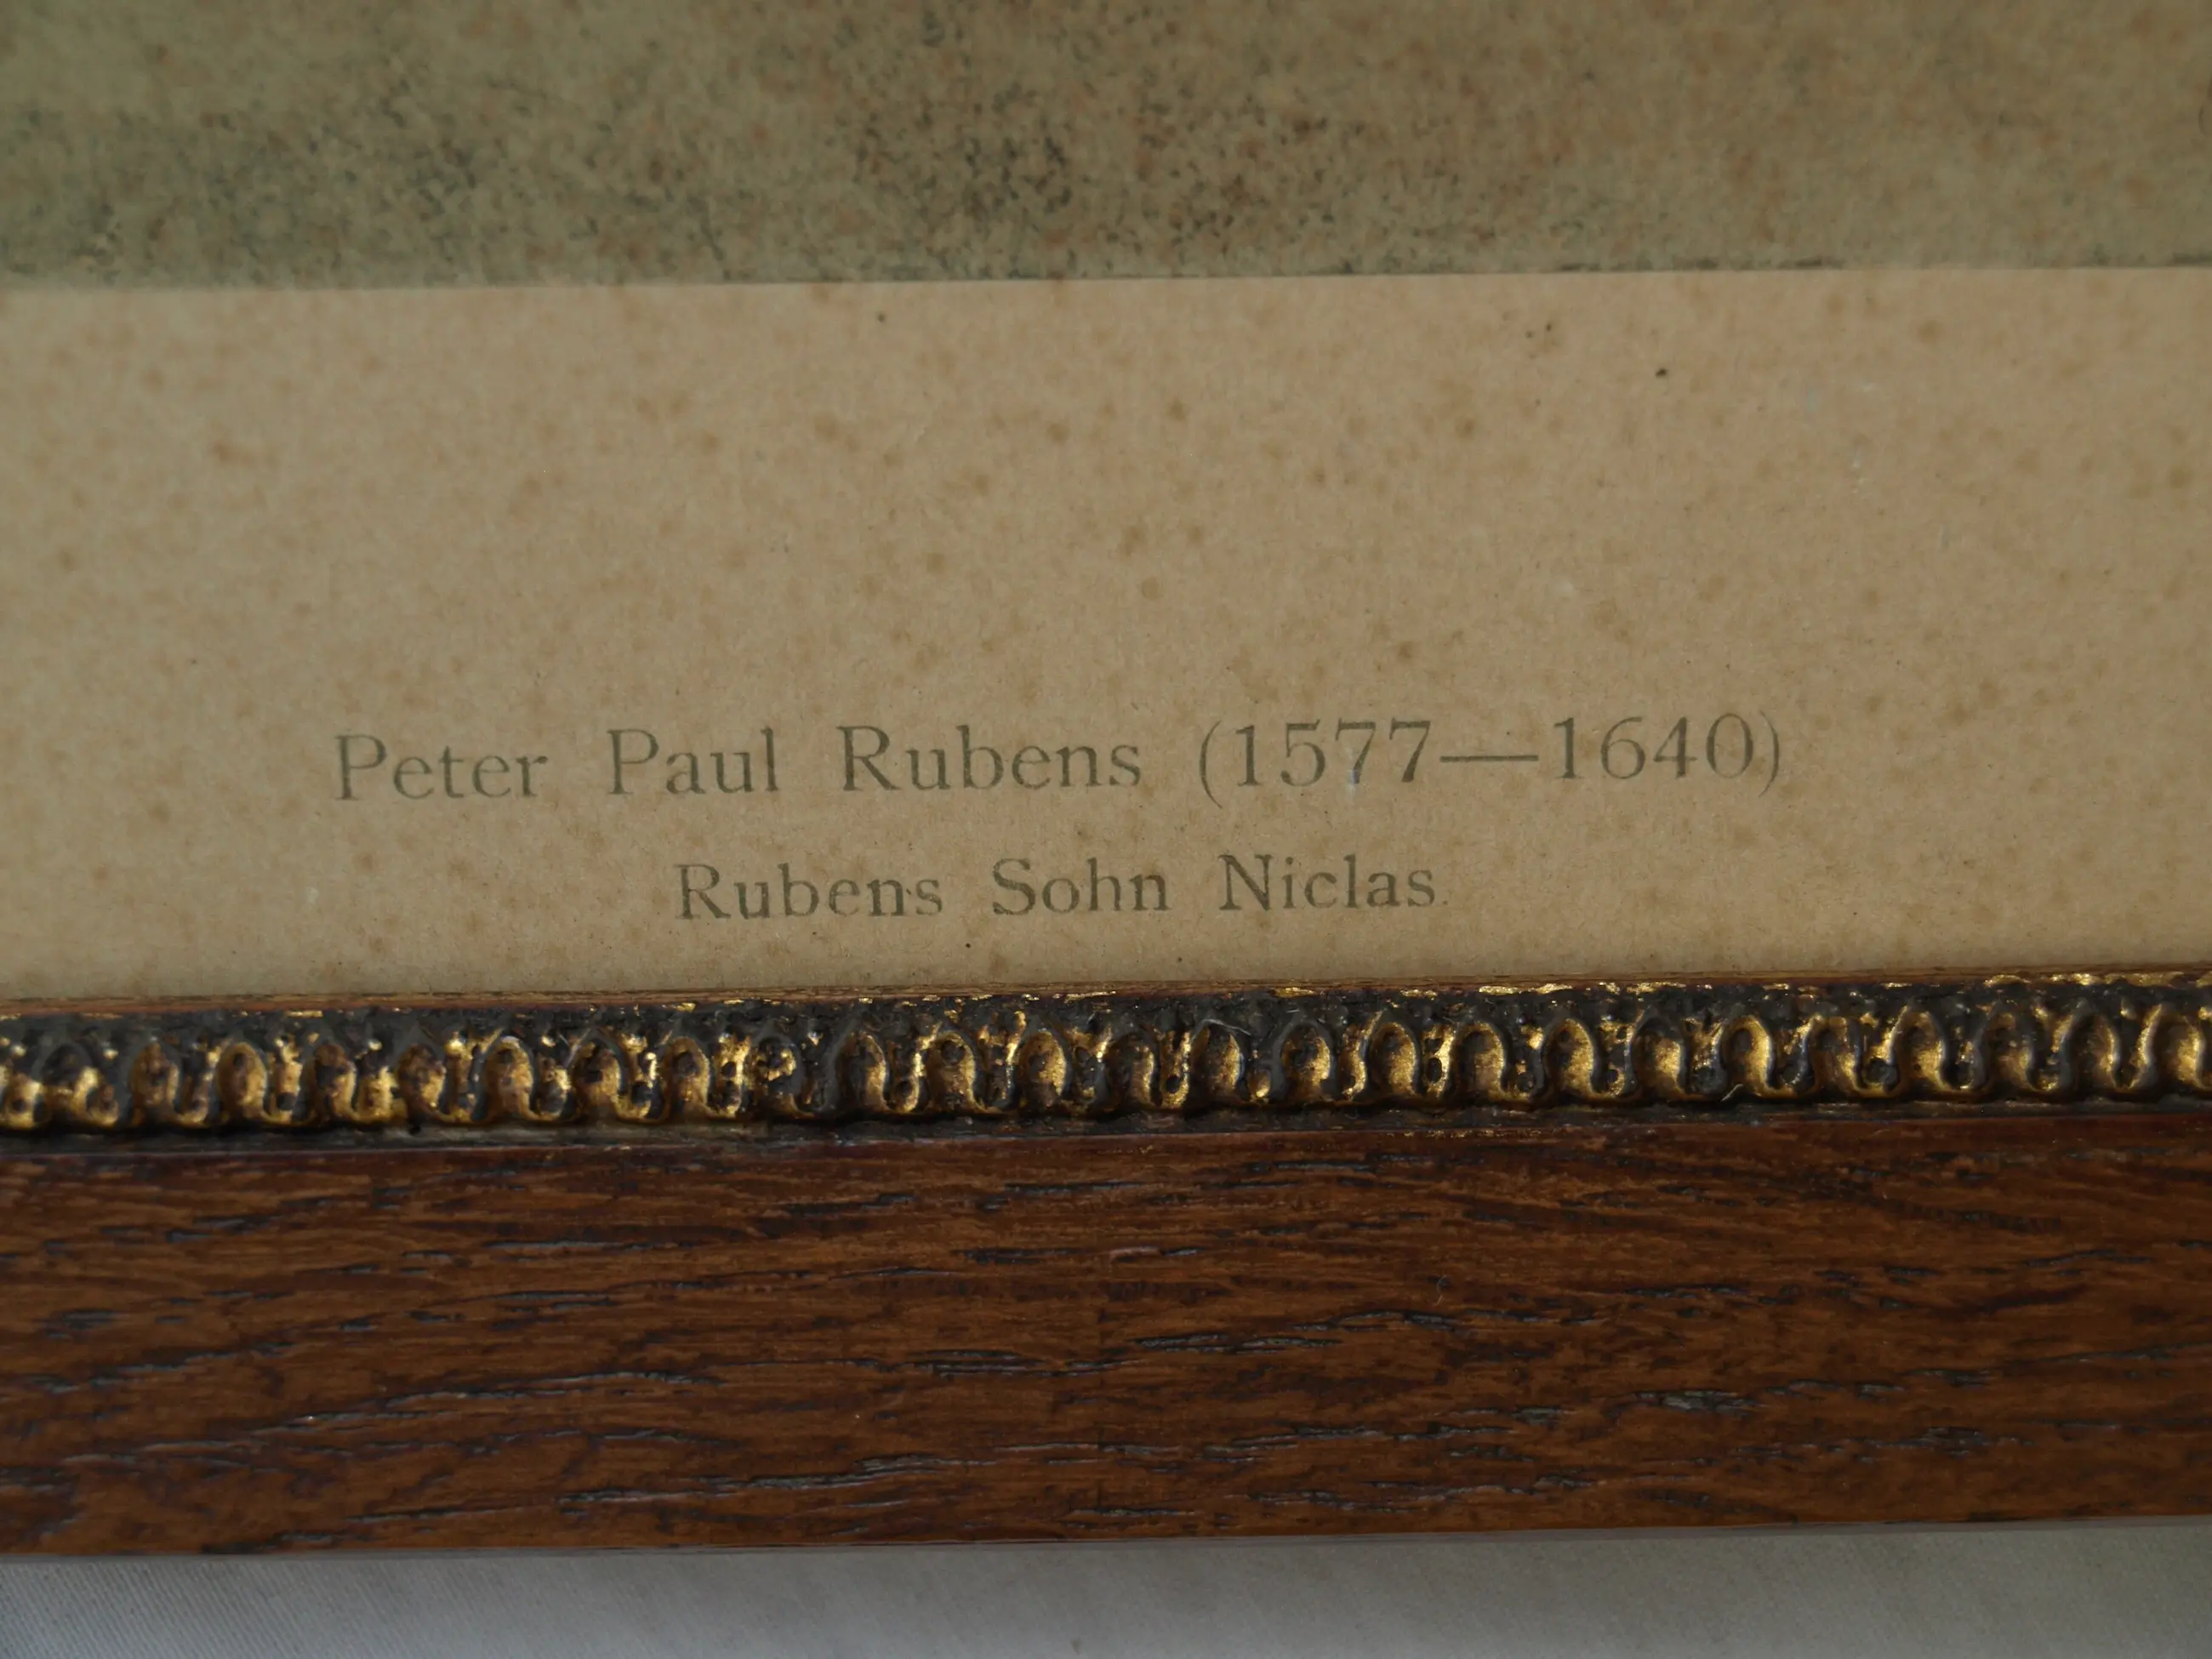 Peter Paul Rubens (1577—1640)
Rubens Sohn Niclas.